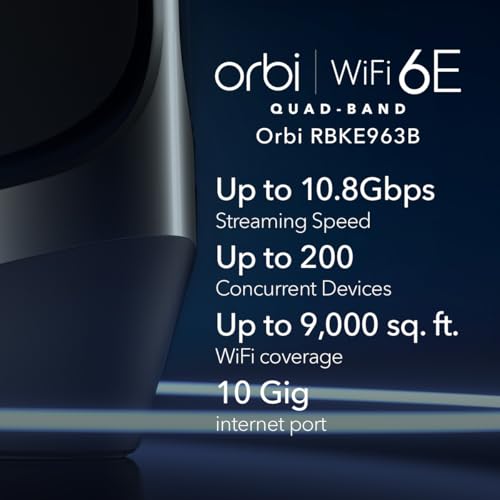 orbi | WiFi 6E
QUAD-BAND
Orbi RBKE963B
Up to 10.8Gbps
Streaming Speed
Up to 200
Concurrent Devices
Up to 9,000 sq. ft.
WiFi coverage
10 Gig
internet port